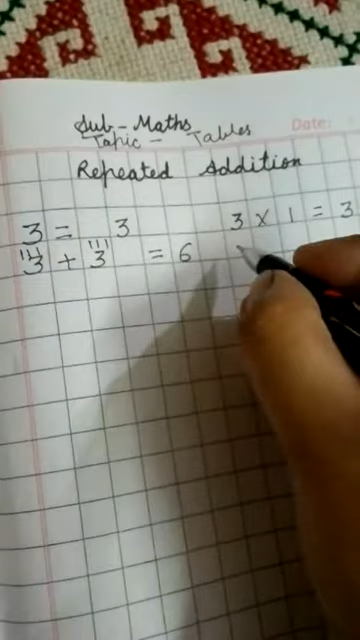 Sub - Maths
Topic - Tables
Date:
Repeated Addition
3 = 3 3 x 1 = 3
3 + 3 = 6